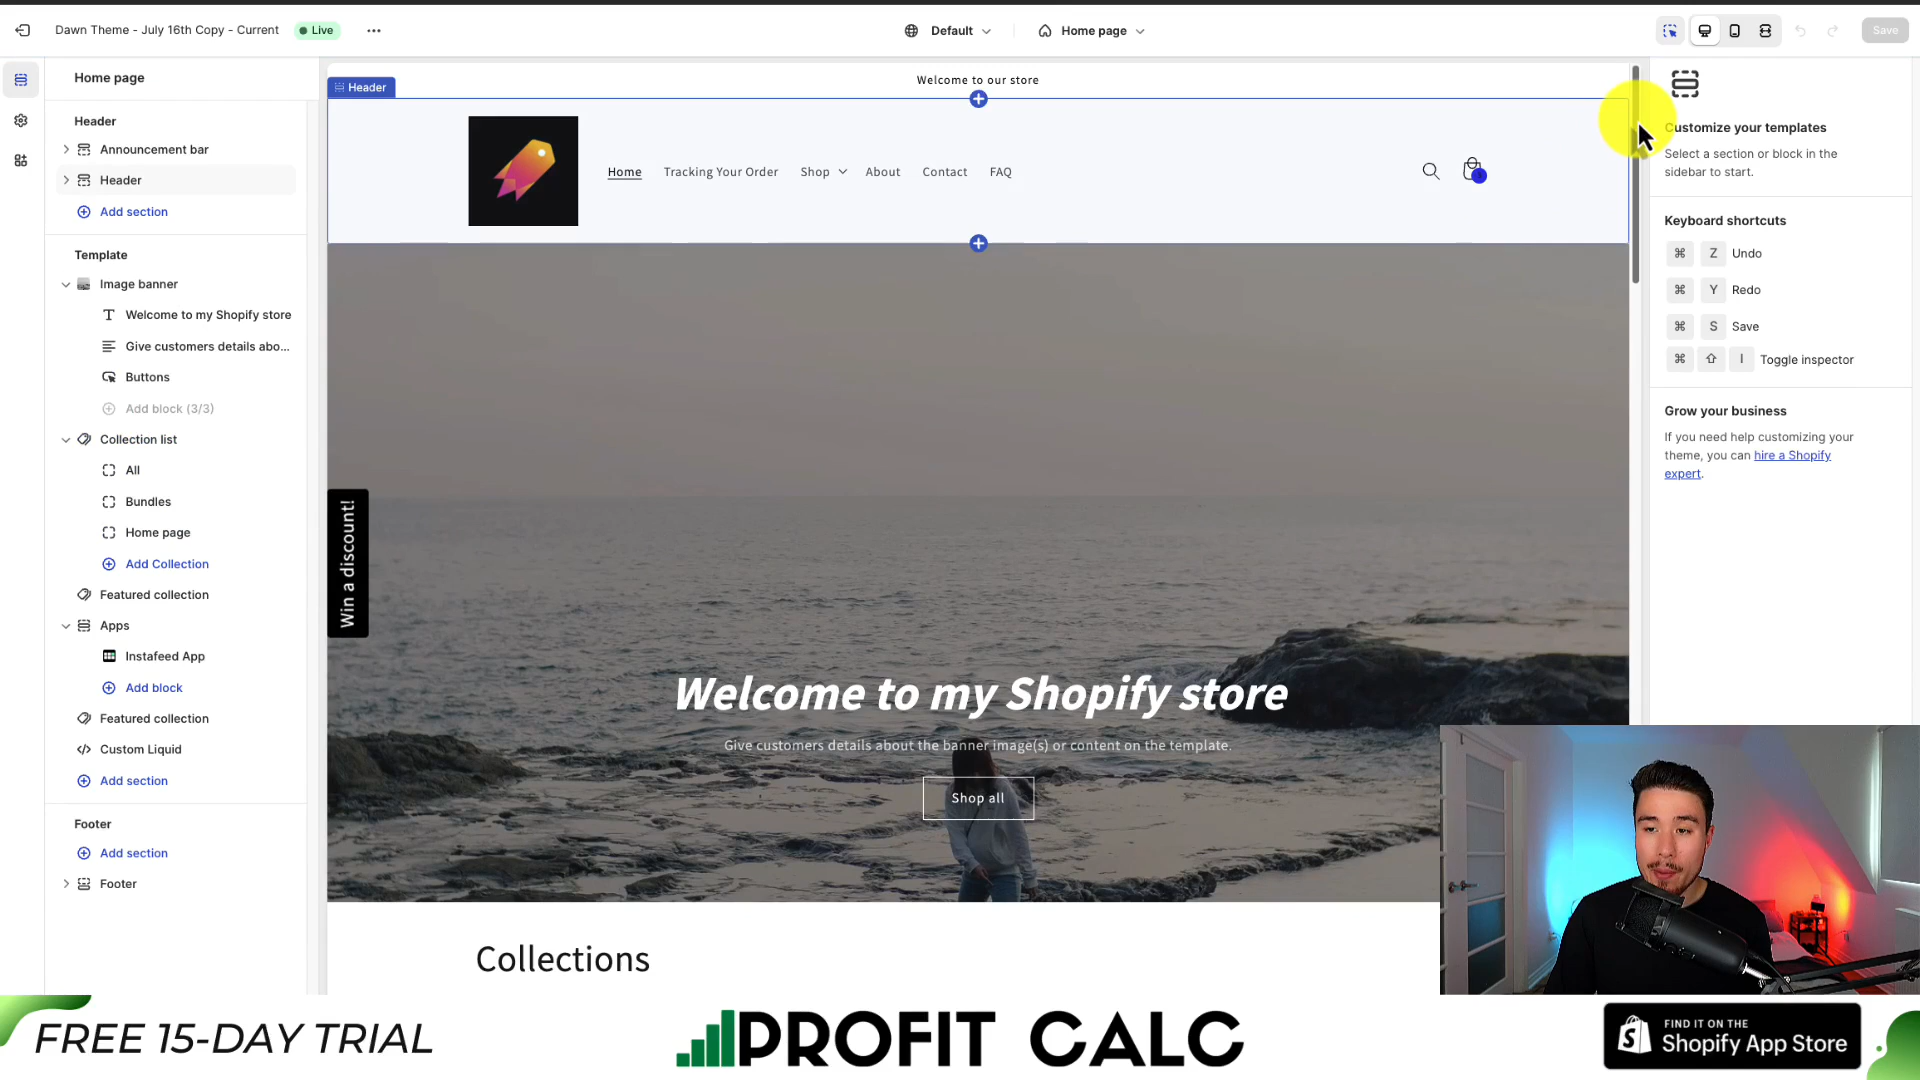 Dawn Theme - July 16th Copy - Current
Live
Default
Home page
Save
Home page
Header
Announcement bar
Header
Add section
Template
Image banner
Welcome to my Shopify store
Give customers details abo...
Buttons
Add block (3/3)
Collection list
All
Bundles
Home page
Add Collection
Featured collection
Apps
Instafeed App
Add block
Featured collection
Custom Liquid
Add section
Footer
Add section
Footer
Welcome to our store
Header
Home
Tracking Your Order
Shop
About
Contact
FAQ
Win a discount!
Welcome to my Shopify store
Give customers details about the banner image(s) or content on the template.
Shop all
Collections
Customize your templates
Select a section or block in the
sidebar to start.
Keyboard shortcuts
⌘ Z Undo
⌘ Y Redo
⌘ S Save
⌘ ⇧ I Toggle inspector
Grow your business
If you need help customizing your
theme, you can hire a Shopify
expert.
FREE 15-DAY TRIAL
PROFIT CALC
FIND IT ON THE
Shopify App Store